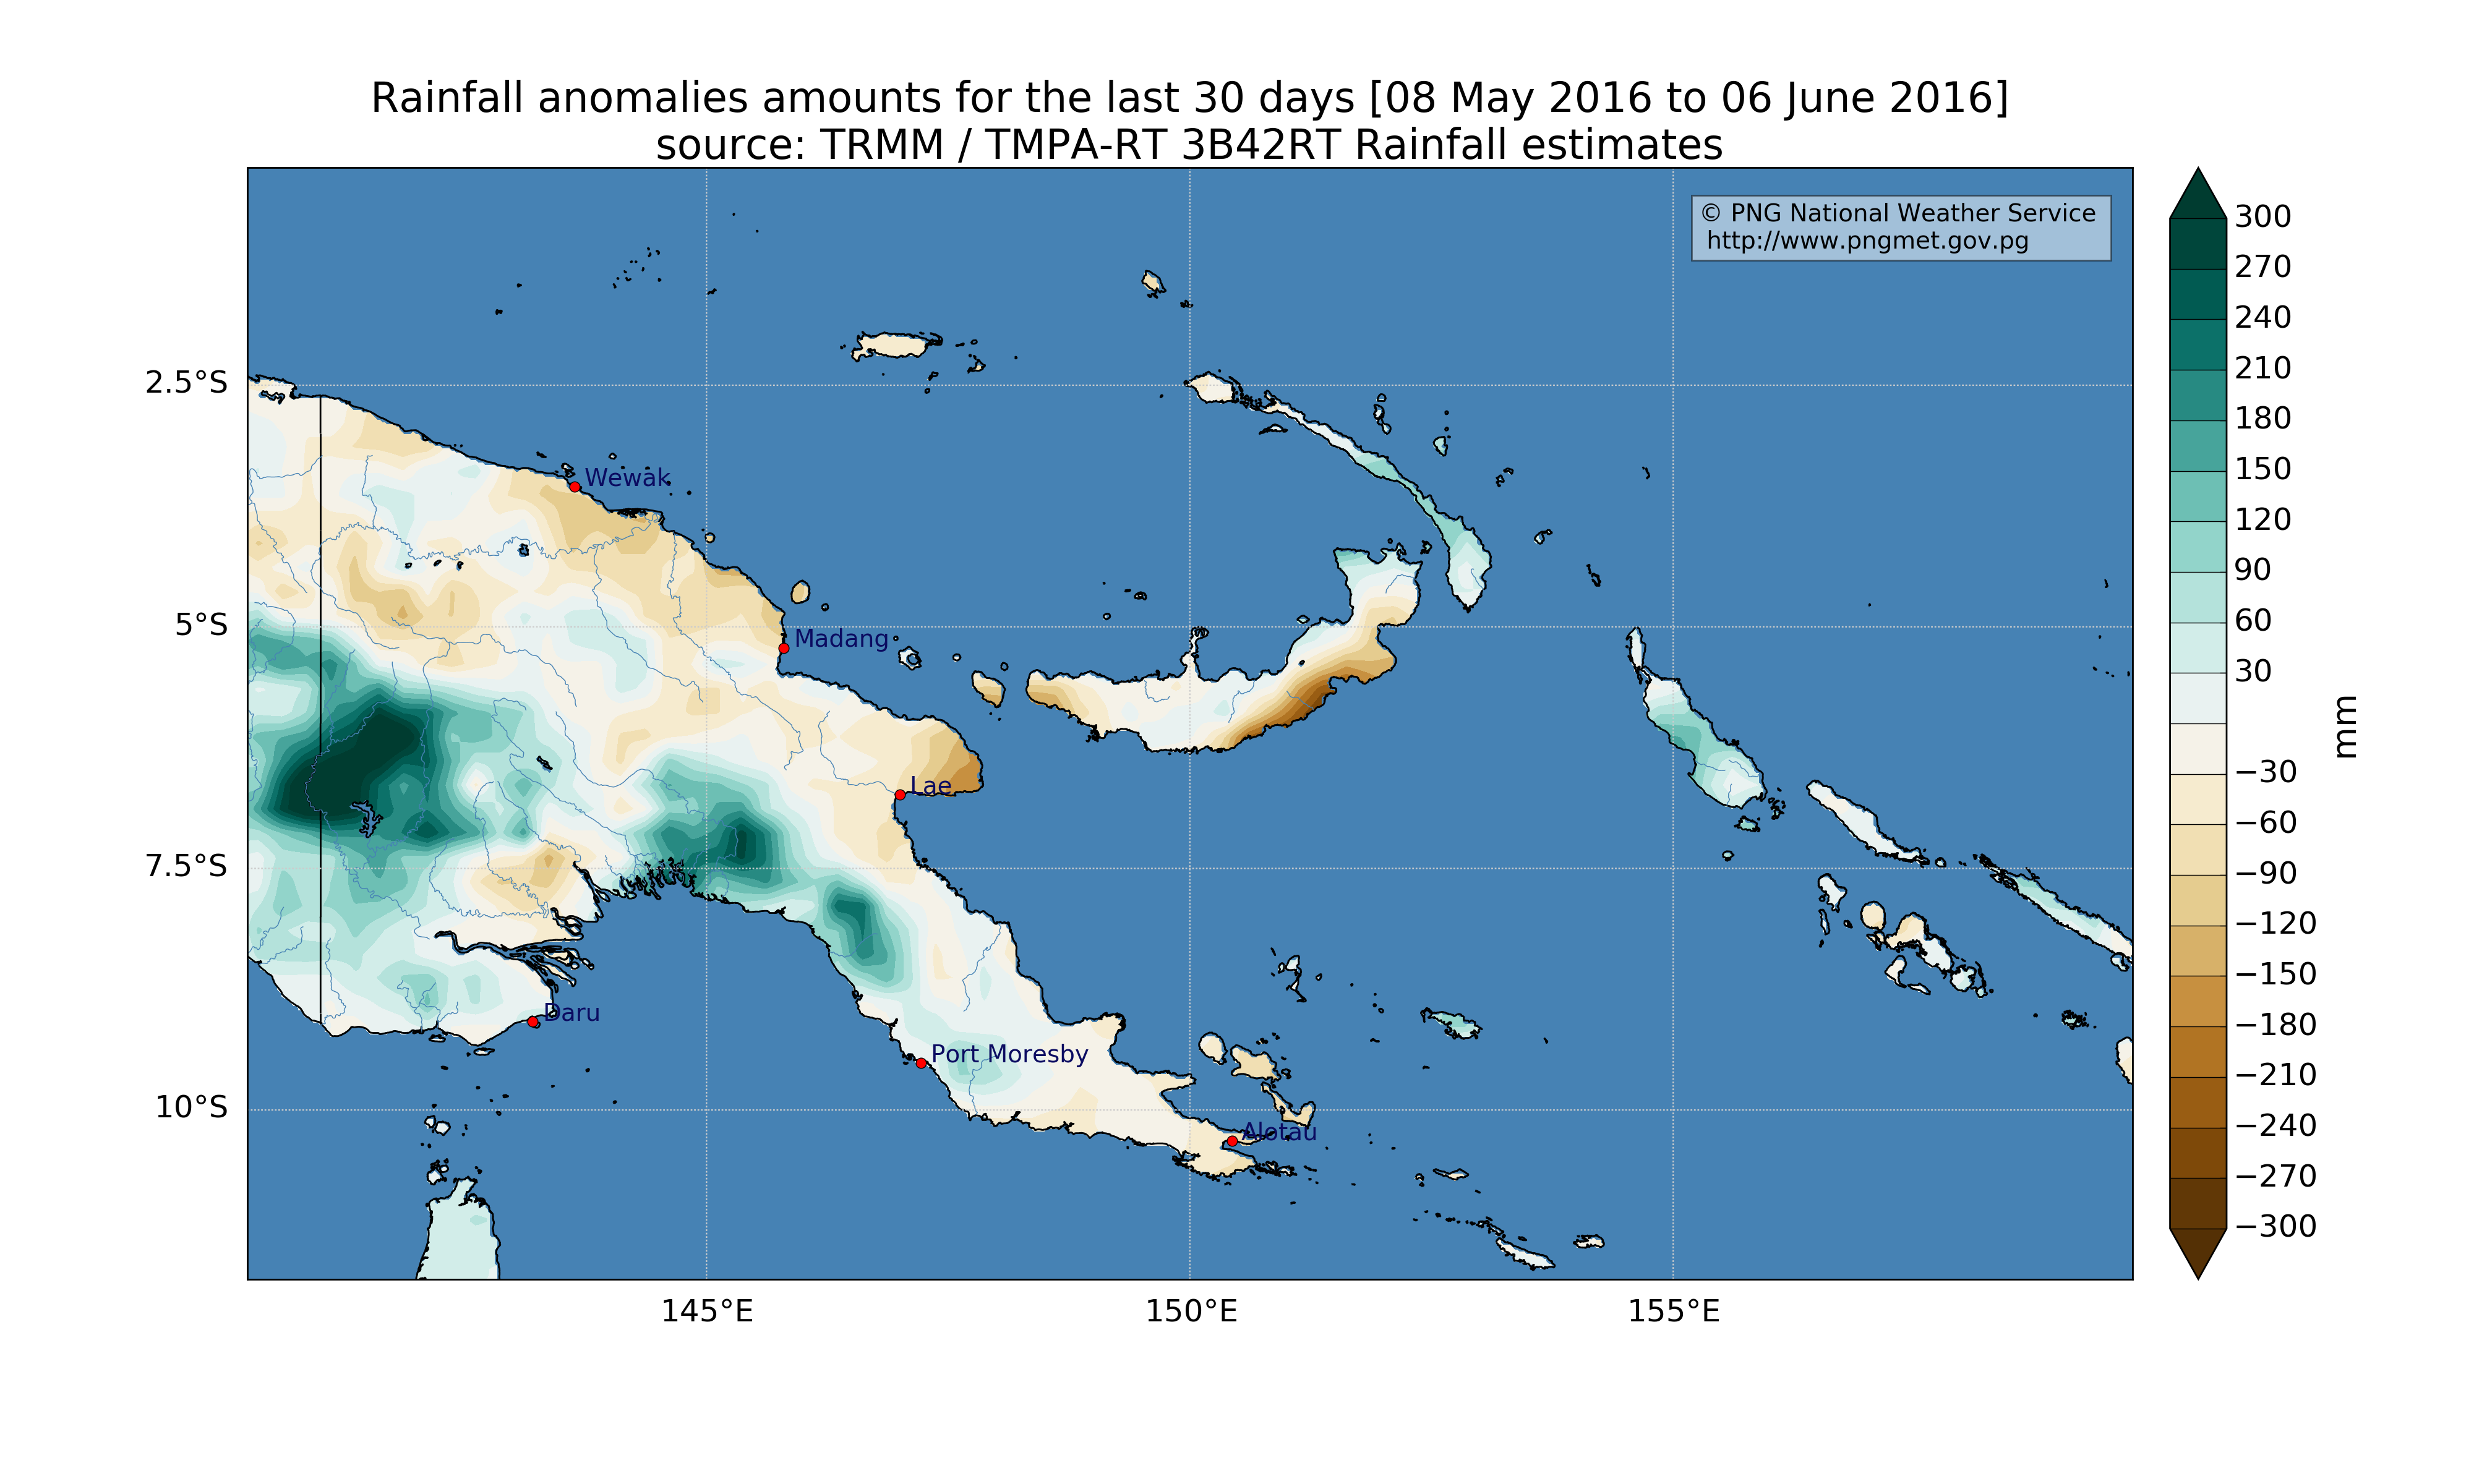 Rainfall anomalies amounts for the last 30 days [08 May 2016 to 06 June 2016]
source: TRMM / TMPA-RT 3B42RT Rainfall estimates
© PNG National Weather Service
http://www.pngmet.gov.pg
2.5°S
5°S
7.5°S
10°S
145°E
150°E
155°E
Wewak
Madang
Lae
Daru
Port Moresby
Alotau
300
270
240
210
180
150
120
90
60
30
−30
−60
−90
−120
−150
−180
−210
−240
−270
−300
mm